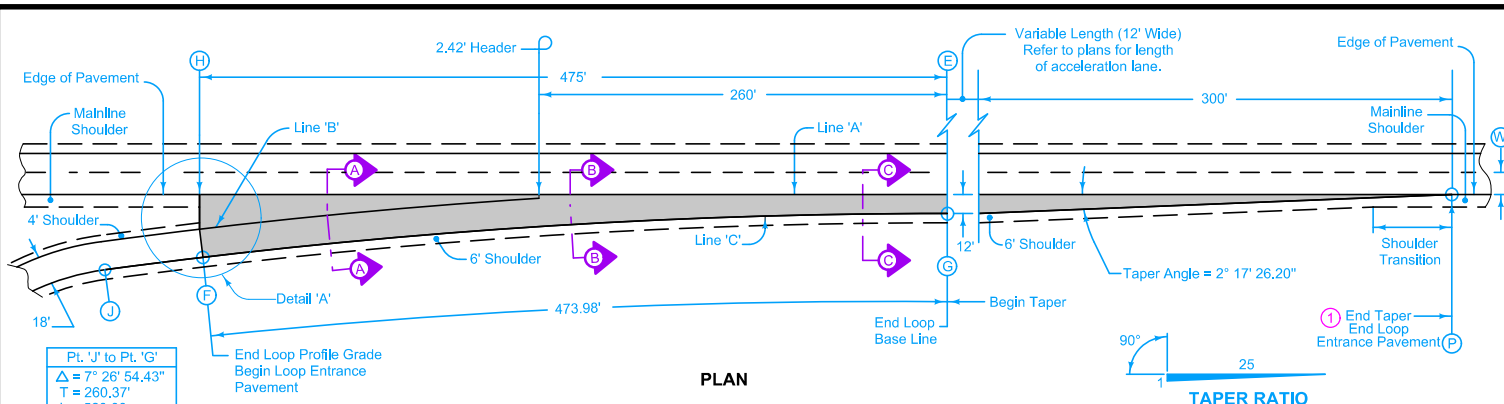 2.42' Header
Variable Length (12' Wide)
Refer to plans for length
of acceleration lane.
Edge of Pavement
H
E
Edge of Pavement
475'
260'
300'
Mainline
Shoulder
Mainline
Shoulder
Line 'B'
Line 'A'
W
A
B
C
4' Shoulder
Line 'C'
6' Shoulder
12'
6' Shoulder
Shoulder
Transition
A
B
C
G
Taper Angle = 2° 17' 26.20"
J
F
Detail 'A'
473.98'
Begin Taper
18'
End Loop
Base Line
1 End Taper
End Loop
Entrance Pavement
P
Pt. 'J' to Pt. 'G'
Δ = 7° 26' 54.43"
T = 260.37'
End Loop Profile Grade
Begin Loop Entrance
Pavement
PLAN
90°
25
1
TAPER RATIO